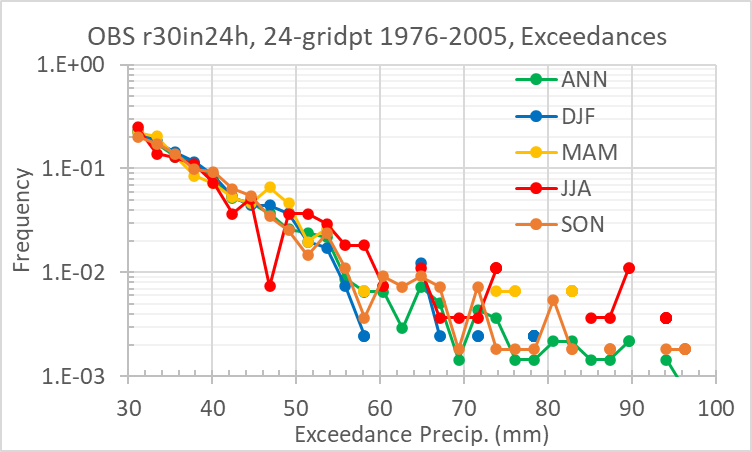 OBS r30in24h, 24-gridpt 1976-2005, Exceedances
1.E+00
1.E-01
1.E-02
1.E-03
Frequency
ANN
DJF
MAM
JJA
SON
30 40 50 60 70 80 90 100
Exceedance Precip. (mm)